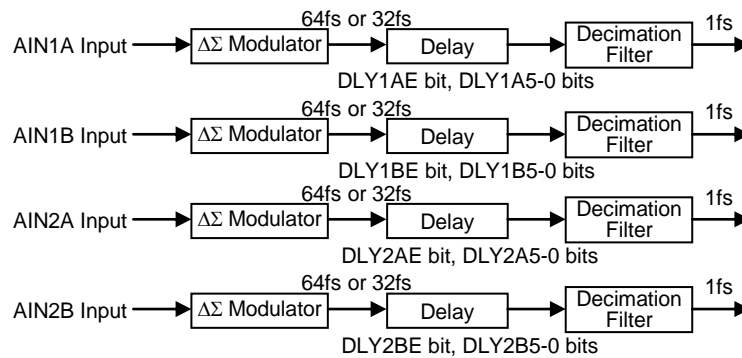 64fs or 32fs
1fs
AIN1A Input
ΔΣ Modulator
Delay
Decimation
Filter
DLY1AE bit, DLY1A5-0 bits
64fs or 32fs
1fs
AIN1B Input
ΔΣ Modulator
Delay
Decimation
Filter
DLY1BE bit, DLY1B5-0 bits
64fs or 32fs
1fs
AIN2A Input
ΔΣ Modulator
Delay
Decimation
Filter
DLY2AE bit, DLY2A5-0 bits
64fs or 32fs
1fs
AIN2B Input
ΔΣ Modulator
Delay
Decimation
Filter
DLY2BE bit, DLY2B5-0 bits